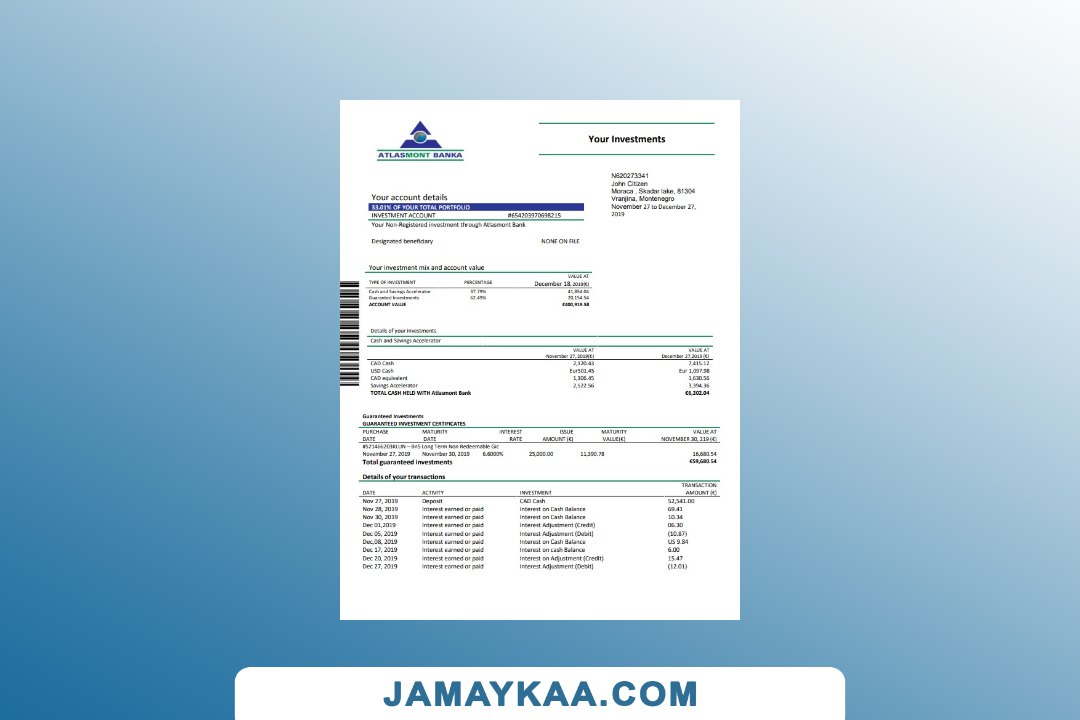 ATLASMONT BANKA
Your Investments
N620273341
John Citizen
Moraca , Skadar lake, 81304
Vranjina, Montenegro
November 27 to December 27,
2019
Your account details
33.01% OF YOUR TOTAL PORTFOLIO
INVESTMENT ACCOUNT #654203970698215
Your Non-Registered investment through Atlasmont Bank
Designated beneficiary NONE ON FILE
Your investment mix and account value
VALUE AT
TYPE OF INVESTMENT PERCENTAGE December 18, 2019(€)
Cash and Savings Accelerator 37.79% 41,854.04
Guaranteed Investments 62.49% 20,154.54
ACCOUNT VALUE €400,919.58
Details of your Investments
Cash and Savings Accelerator
VALUE AT VALUE AT
November 27, 2019(€) December 27,2019 (€)
CAD Cash 2,120.43 7,415.12
USD Cash Eur501.45 Eur 1,097.98
CAD equivalent 1,306.45 1,630.56
Savings Accelerator 2,522.56 3,394.36
TOTAL CASH HELD WITH Atlasmont Bank €6,202.04
Guaranteed Investments
GUARANTEED INVESTMENT CERTIFICATES
PURCHASE MATURITY INTEREST ISSUE MATURITY VALUE AT
DATE DATE RATE AMOUNT (€) VALUE(€) NOVEMBER 30, 219 (€)
#521466203KLUN – BnS Long Term Non Redeemable Gic
November 27, 2019 November 30, 2019 6.6000% 25,000.00 11,390.78 16,680.54
Total guaranteed investments €59,680.54
Details of your transactions
TRANSACTION
DATE ACTIVITY INVESTMENT AMOUNT (€)
Nov 27, 2019 Deposit CAD Cash 52,541.00
Nov 28, 2019 Interest earned or paid Interest on Cash Balance 69.41
Nov 30, 2019 Interest earned or paid Interest on Cash Balance 10.34
Dec 01,2019 Interest earned or paid Interest Adjustment (Credit) 06.30
Dec 05, 2019 Interest earned or paid Interest Adjustment (Debit) (10.87)
Dec,08, 2019 Interest earned or paid Interest on Cash Balance US 9.84
Dec 17, 2019 Interest earned or paid Interest on cash Balance 6.00
Dec 20, 2019 Interest earned or paid Interest on Adjustment (Credit) 15.47
Dec 27, 2019 Interest earned or paid Interest Adjustment (Debit) (12.01)
JAMAYKAA.COM